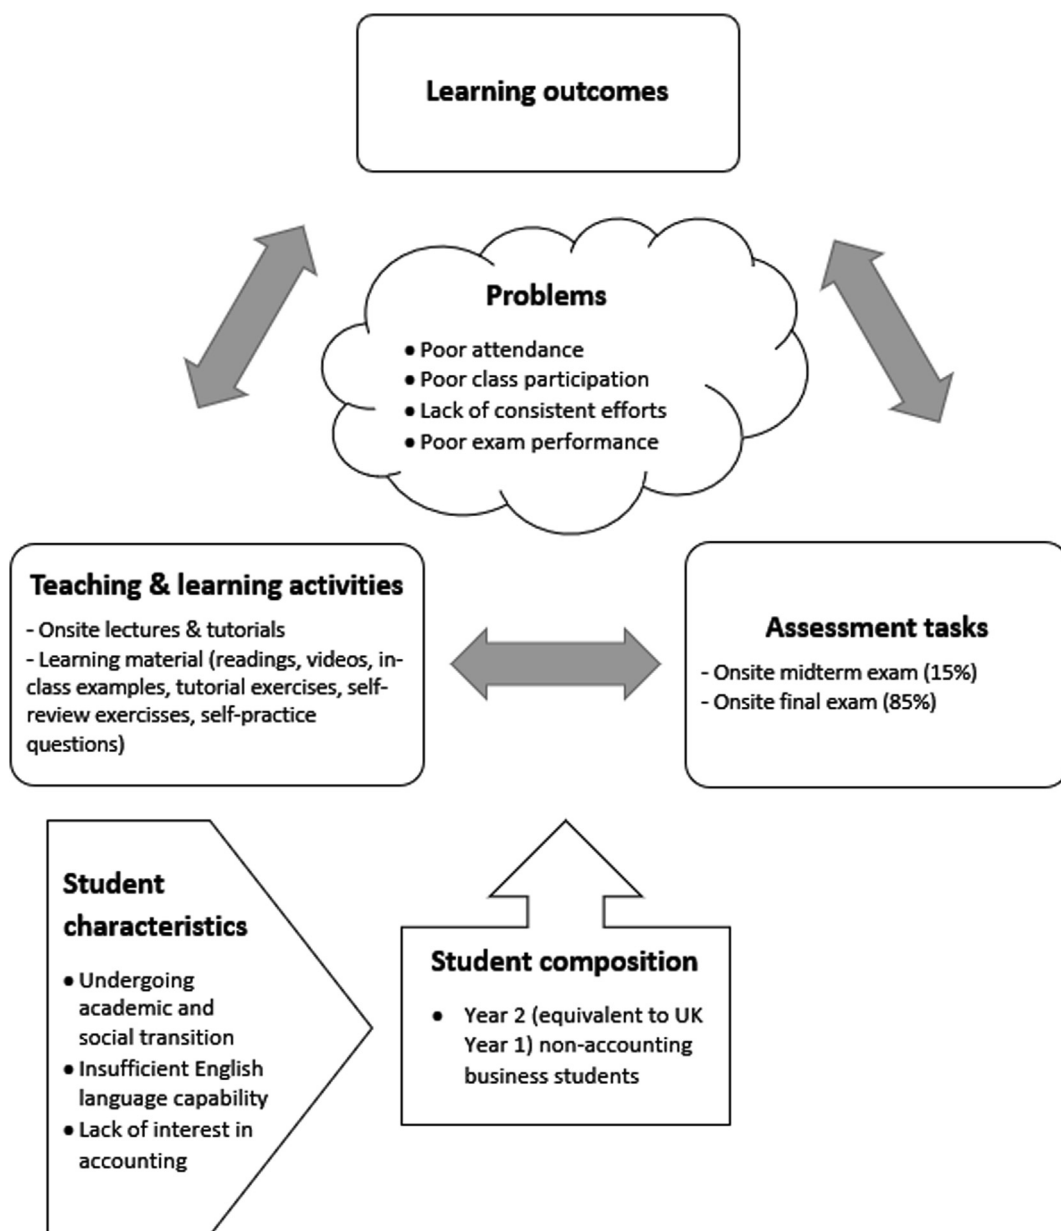 Learning outcomes
Problems
● Poor attendance
● Poor class participation
● Lack of consistent efforts
● Poor exam performance
Teaching & learning activities
- Onsite lectures & tutorials
- Learning material (readings, videos, in-
class examples, tutorial exercises, self-
review exercisses, self-practice
questions)
Assessment tasks
- Onsite midterm exam (15%)
- Onsite final exam (85%)
Student
characteristics
● Undergoing
academic and
social transition
● Insufficient English
language capability
● Lack of interest in
accounting
Student composition
● Year 2 (equivalent to UK
Year 1) non-accounting
business students